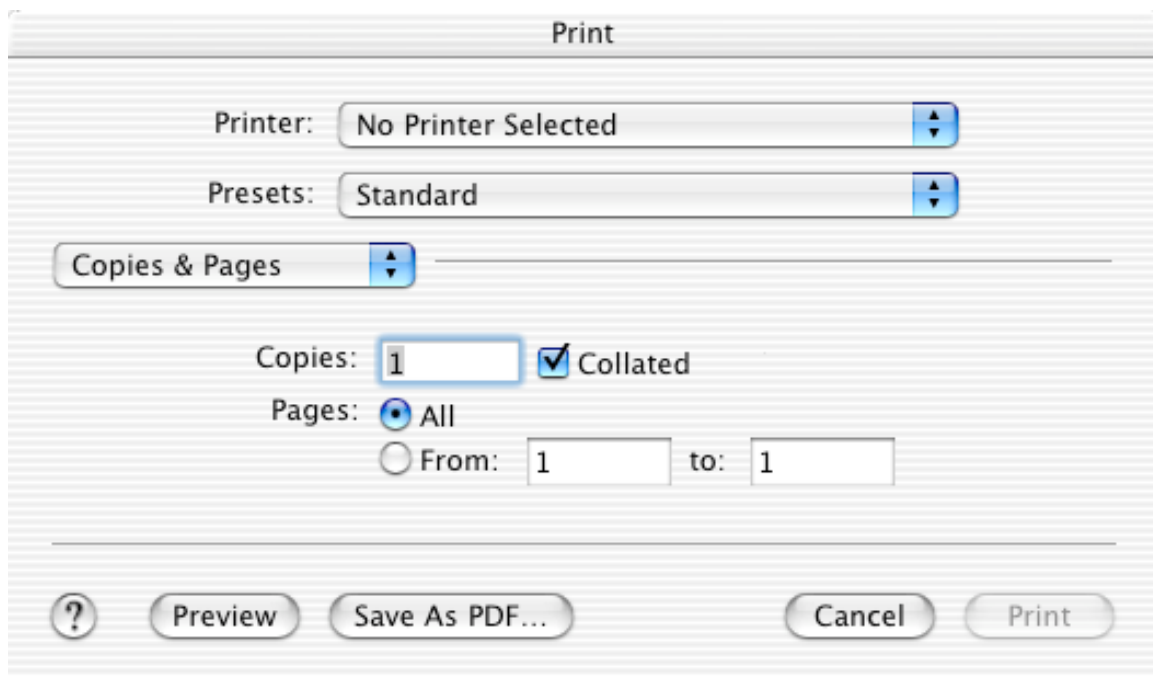 Print
Printer: No Printer Selected
Presets: Standard
Copies & Pages
Copies: 1 Collated
Pages: All
From: 1 to: 1
? Preview Save As PDF... Cancel Print